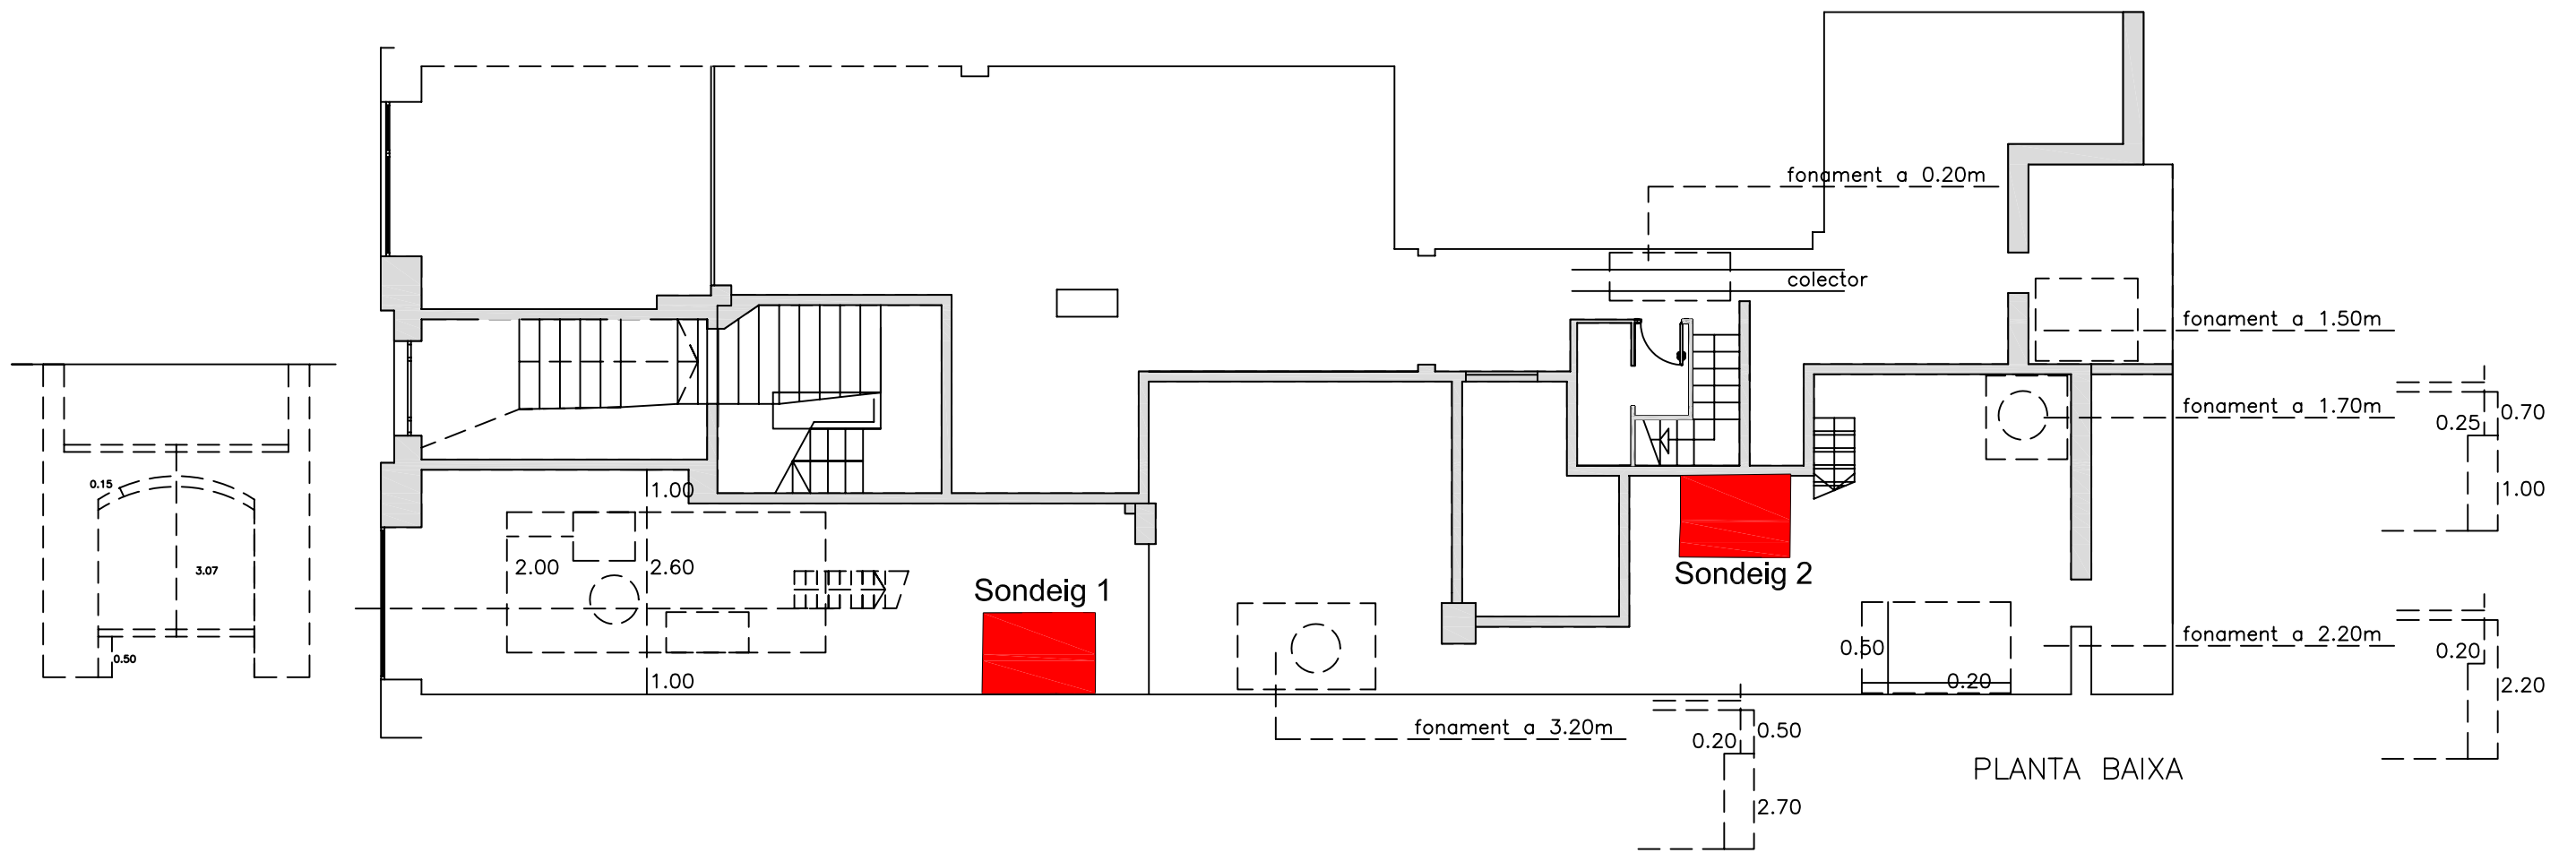 fonament a 0.20m
colector
fonament a 1.50m
fonament a 1.70m
0.70
0.25
1.00
0.15
3.07
0.50
1.00
2.00
2.60
1.00
Sondeig 1
Sondeig 2
0.50
0.20
fonament a 2.20m
0.20
2.20
fonament a 3.20m
0.50
0.20
2.70
PLANTA BAIXA